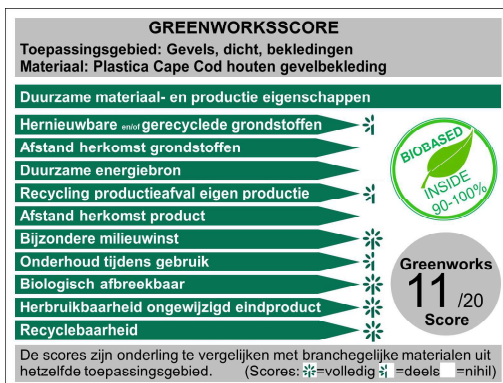 GREENWORKSSCORE
Toepassingsgebied: Gevels, dicht, bekledingen
Materiaal: Plastica Cape Cod houten gevelbekleding
Duurzame materiaal- en productie eigenschappen
Hernieuwbare en/of gerecyclede grondstoffen
Afstand herkomst grondstoffen
Duurzame energiebron
Recycling productieafval eigen productie
Afstand herkomst product
Bijzondere milieuwinst
Onderhoud tijdens gebruik
Biologisch afbreekbaar
Herbruikbaarheid ongewijzigd eindproduct
Recyclebaarheid
BIOBASED
INSIDE
90-100%
Greenworks
11/20
Score
De scores zijn onderling te vergelijken met branchegelijke materialen uit
hetzelfde toepassingsgebied. (Scores: =volledig =deels =nihil)